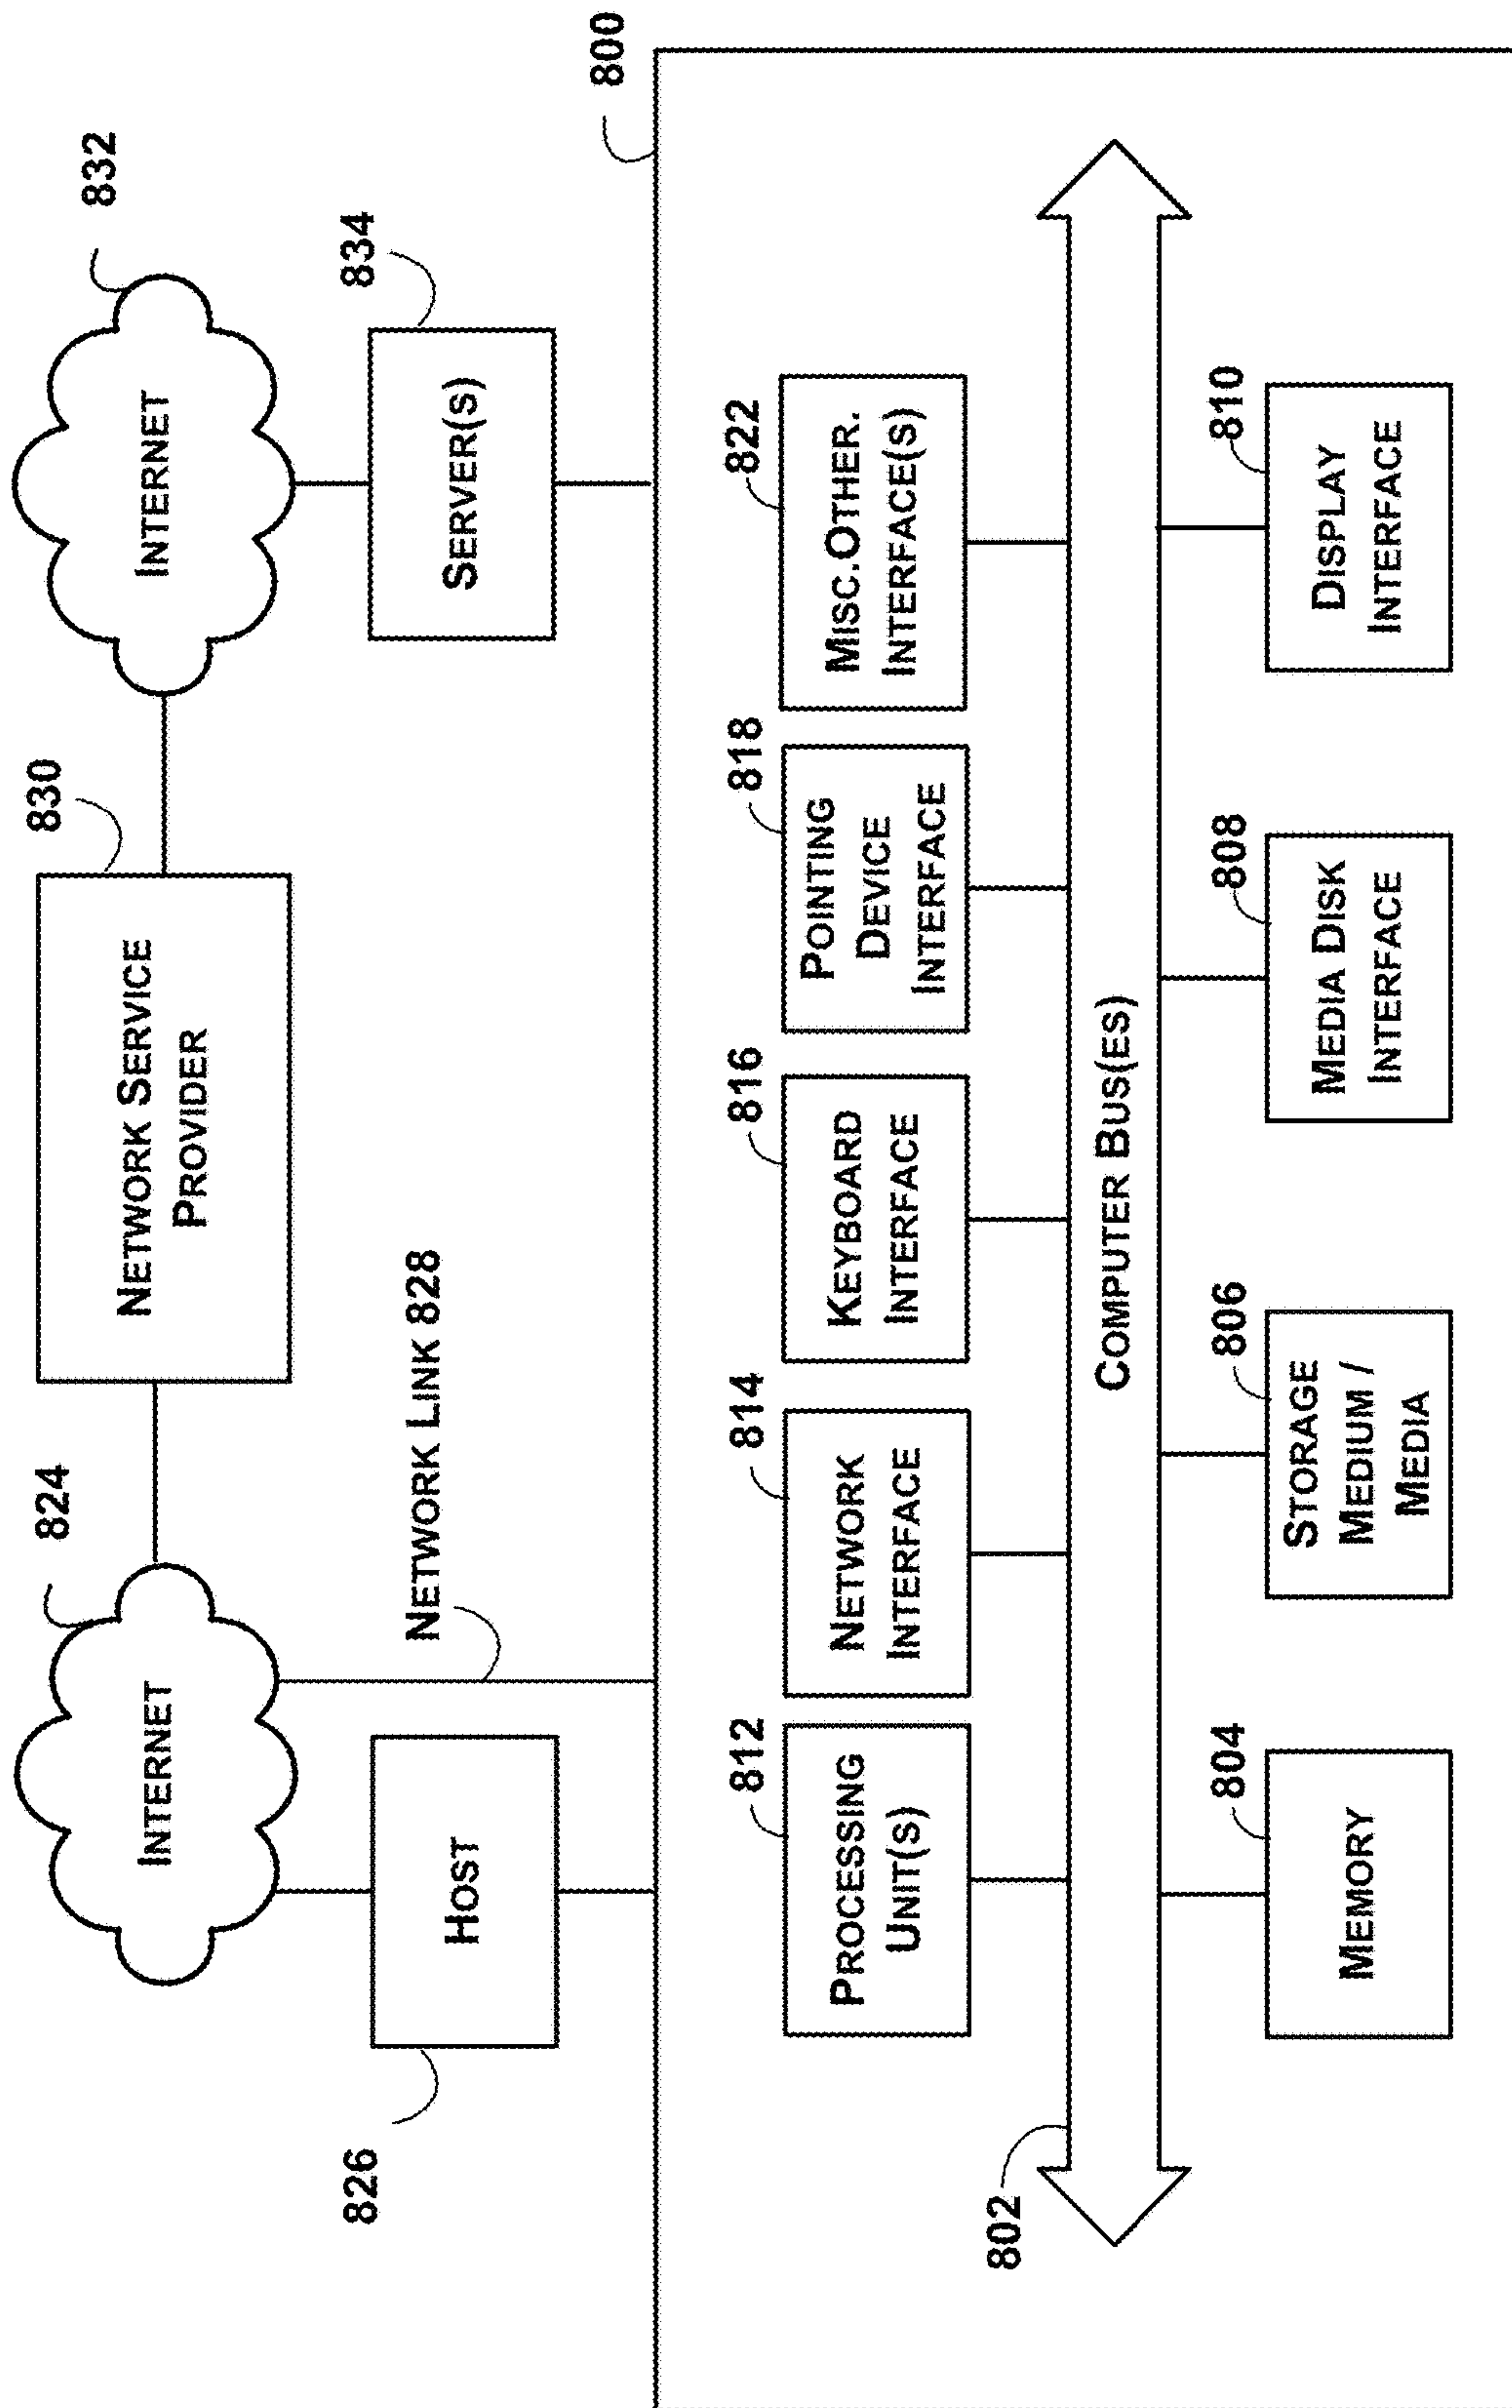 824
INTERNET
830
NETWORK SERVICE
PROVIDER
832
INTERNET
826
HOST
NETWORK LINK 828
834
SERVER(S)
800
812
PROCESSING
UNIT(S)
814
NETWORK
INTERFACE
816
KEYBOARD
INTERFACE
818
POINTING
DEVICE
INTERFACE
822
MISC.OTHER.
INTERFACE(S)
802
COMPUTER BUS(ES)
804
MEMORY
806
STORAGE
MEDIUM /
MEDIA
808
MEDIA DISK
INTERFACE
810
DISPLAY
INTERFACE